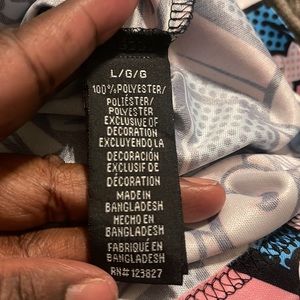 L/G/G
100% POLYESTER/
POLIÉSTER/
POLYESTER
EXCLUSIVE OF
DECORATION
EXCLUYENDO LA
DECORACIÓN
EXCLUSIF DE
DÉCORATION
MADE IN
BANGLADESH
HECHO EN
BANGLADESH
FABRIQUÉ EN
BANGLADESH
RN# 123827